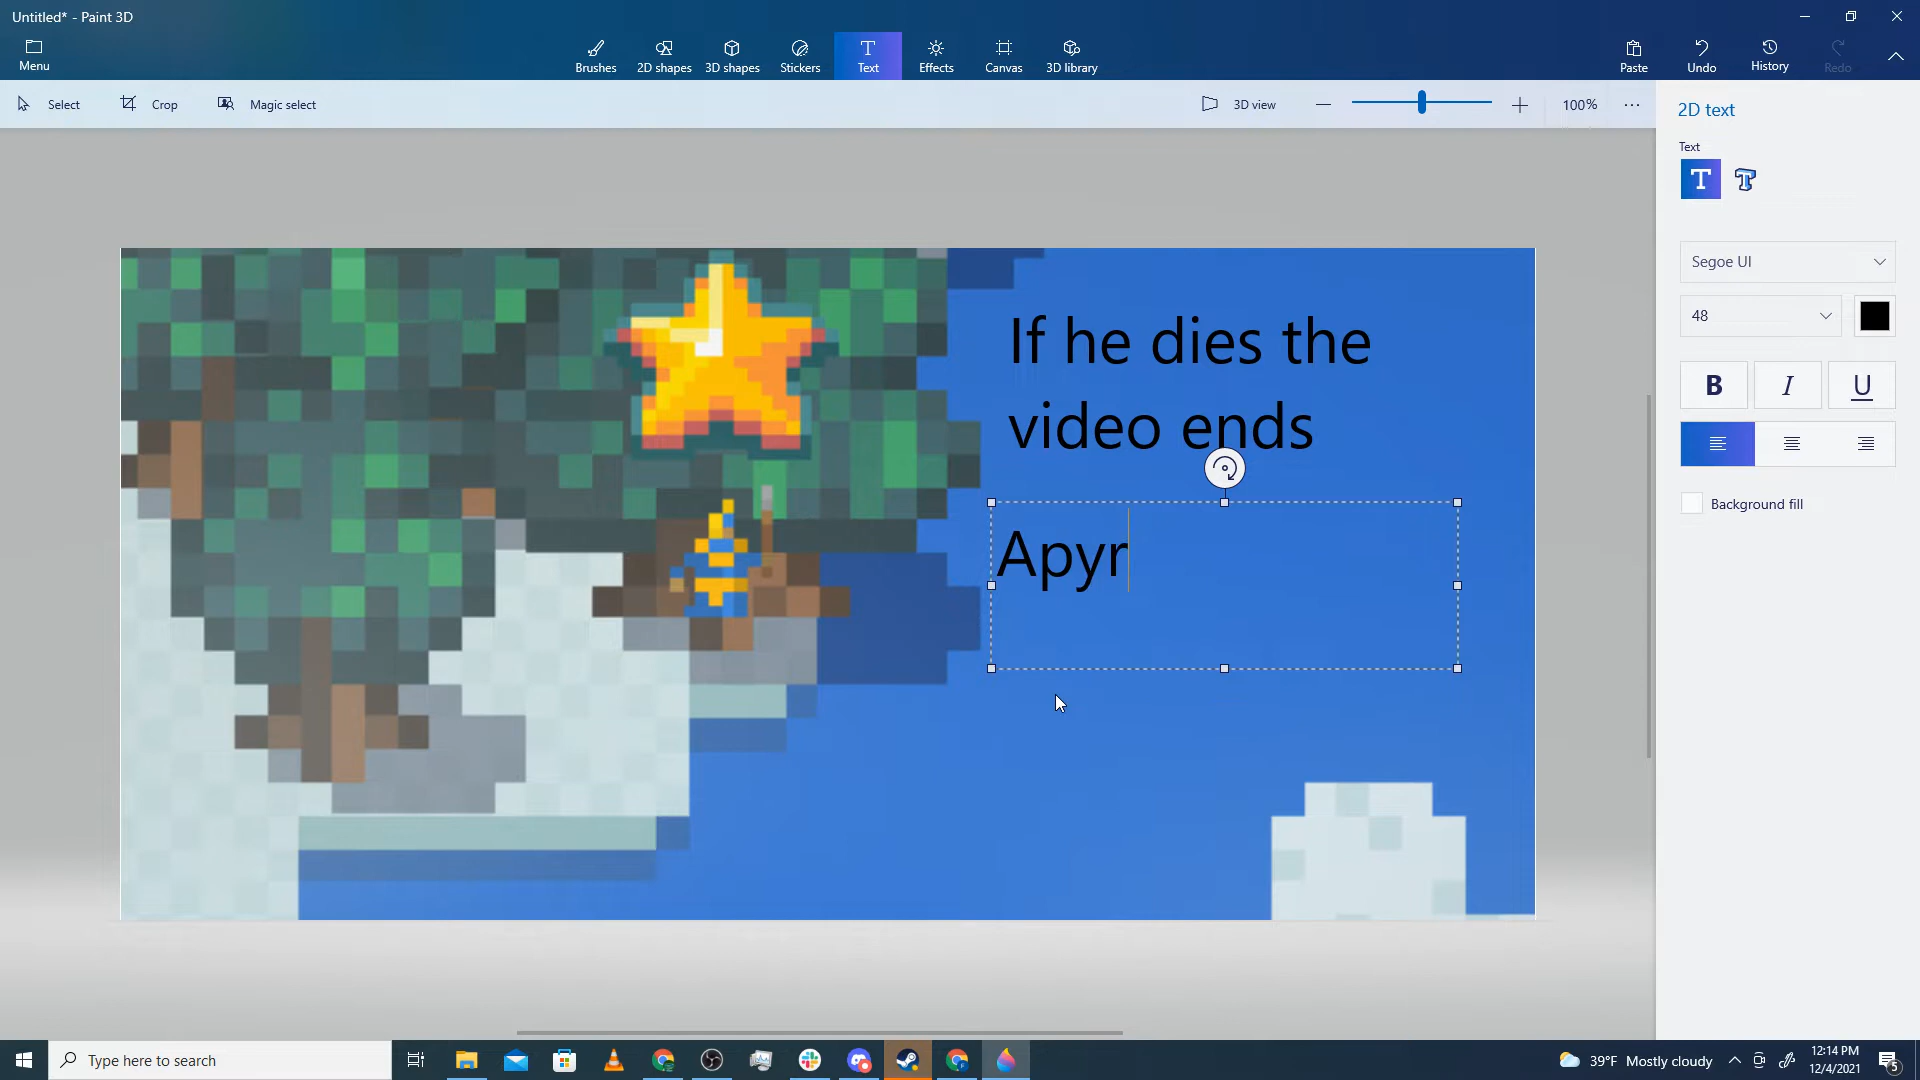 Untitled* - Paint 3D
Menu
Brushes
2D shapes
3D shapes
Stickers
Text
Effects
Canvas
3D library
Paste
Undo
History
Redo
Select
Crop
Magic select
3D view
100%
2D text
Text
Segoe UI
48
B I U
Background fill
If he dies the
video ends
Apyr
Type here to search
39°F Mostly cloudy
12:14 PM
12/4/2021
5